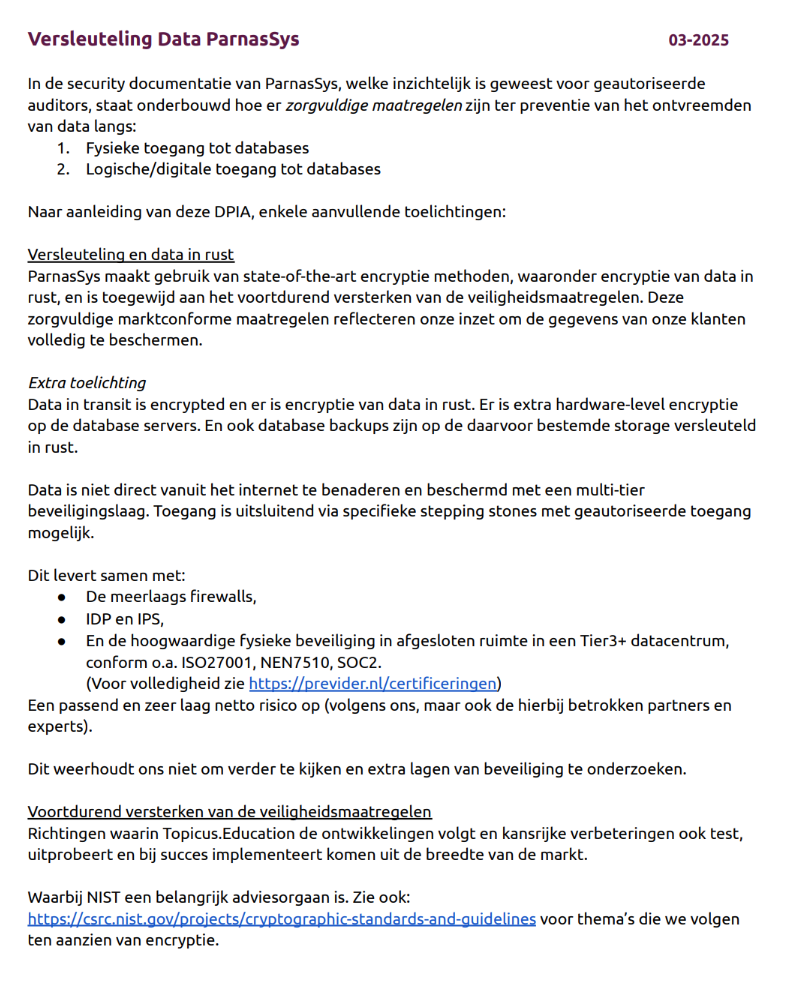 Versleuteling Data ParnasSys 03-2025
In de security documentatie van ParnasSys, welke inzichtelijk is geweest voor geautoriseerde
auditors, staat onderbouwd hoe er zorgvuldige maatregelen zijn ter preventie van het ontvreemden
van data langs:
1. Fysieke toegang tot databases
2. Logische/digitale toegang tot databases
Naar aanleiding van deze DPIA, enkele aanvullende toelichtingen:
Versleuteling en data in rust
ParnasSys maakt gebruik van state-of-the-art encryptie methoden, waaronder encryptie van data in
rust, en is toegewijd aan het voortdurend versterken van de veiligheidsmaatregelen. Deze
zorgvuldige marktconforme maatregelen reflecteren onze inzet om de gegevens van onze klanten
volledig te beschermen.
Extra toelichting
Data in transit is encrypted en er is encryptie van data in rust. Er is extra hardware-level encryptie
op de database servers. En ook database backups zijn op de daarvoor bestemde storage versleuteld
in rust.
Data is niet direct vanuit het internet te benaderen en beschermd met een multi-tier
beveiligingslaag. Toegang is uitsluitend via specifieke stepping stones met geautoriseerde toegang
mogelijk.
Dit levert samen met:
● De meerlaags firewalls,
● IDP en IPS,
● En de hoogwaardige fysieke beveiliging in afgesloten ruimte in een Tier3+ datacentrum,
conform o.a. ISO27001, NEN7510, SOC2.
(Voor volledigheid zie https://previder.nl/certificeringen)
Een passend en zeer laag netto risico op (volgens ons, maar ook de hierbij betrokken partners en
experts).
Dit weerhoudt ons niet om verder te kijken en extra lagen van beveiliging te onderzoeken.
Voortdurend versterken van de veiligheidsmaatregelen
Richtingen waarin Topicus.Education de ontwikkelingen volgt en kansrijke verbeteringen ook test,
uitprobeert en bij succes implementeert komen uit de breedte van de markt.
Waarbij NIST een belangrijk adviesorgaan is. Zie ook:
https://csrc.nist.gov/projects/cryptographic-standards-and-guidelines voor thema's die we volgen
ten aanzien van encryptie.